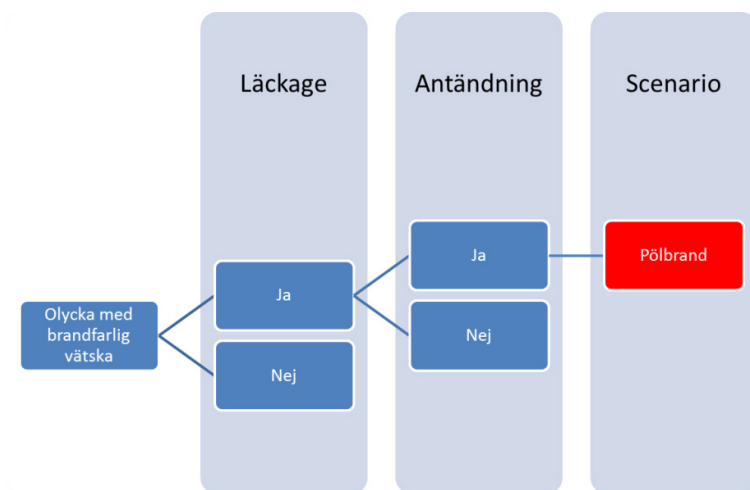 Läckage
Antändning
Scenario
Ja
Pölbrand
Ja
Olycka med
brandfarlig
vätska
Nej
Nej